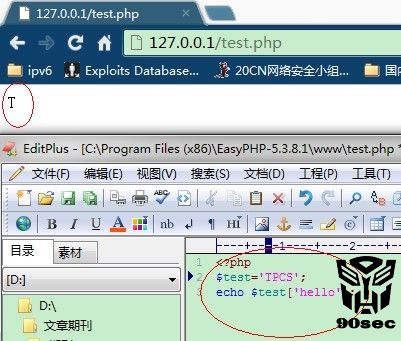 127.0.0.1/test.php
127.0.0.1/test.php
ipv6 Exploits Database... 20CN网络安全小组...
T
EditPlus - [C:\Program Files (x86)\EasyPHP-5.3.8.1\www\test.php *
文件(F) 编辑(E) 视图(V) 搜索(S) 文档(D) 工程(P) 工具(T)
B I U A nb ↲ ¶ HI
目录 素材
----+----1----+----2----
[D:]
1 <?php
2 $test='TPCS';
3 echo $test['hello'
D:\
文章期刊
90sec